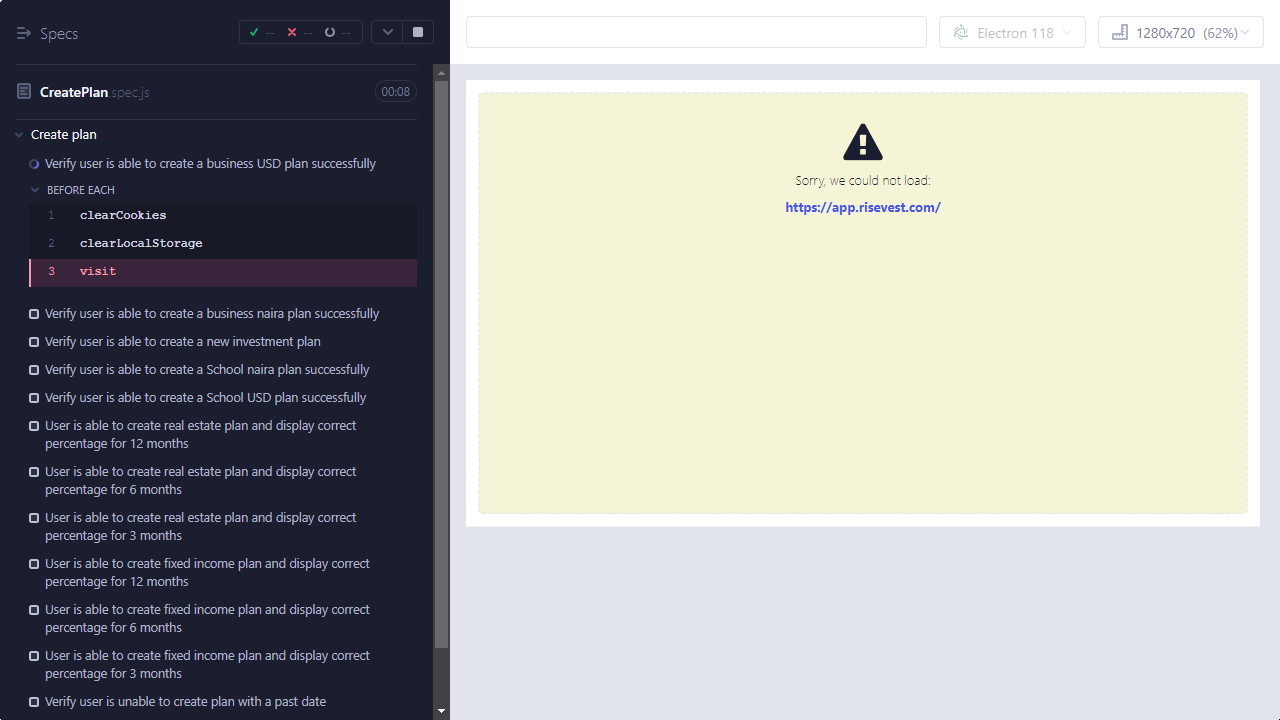 Specs
--
--
--
CreatePlan.spec.js
00:08
Create plan
Verify user is able to create a business USD plan successfully
BEFORE EACH
1 clearCookies
2 clearLocalStorage
3 visit
Verify user is able to create a business naira plan successfully
Verify user is able to create a new investment plan
Verify user is able to create a School naira plan successfully
Verify user is able to create a School USD plan successfully
User is able to create real estate plan and display correct
percentage for 12 months
User is able to create real estate plan and display correct
percentage for 6 months
User is able to create real estate plan and display correct
percentage for 3 months
User is able to create fixed income plan and display correct
percentage for 12 months
User is able to create fixed income plan and display correct
percentage for 6 months
User is able to create fixed income plan and display correct
percentage for 3 months
Verify user is unable to create plan with a past date
Electron 118
1280x720 (62%)
Sorry, we could not load:
https://app.risevest.com/